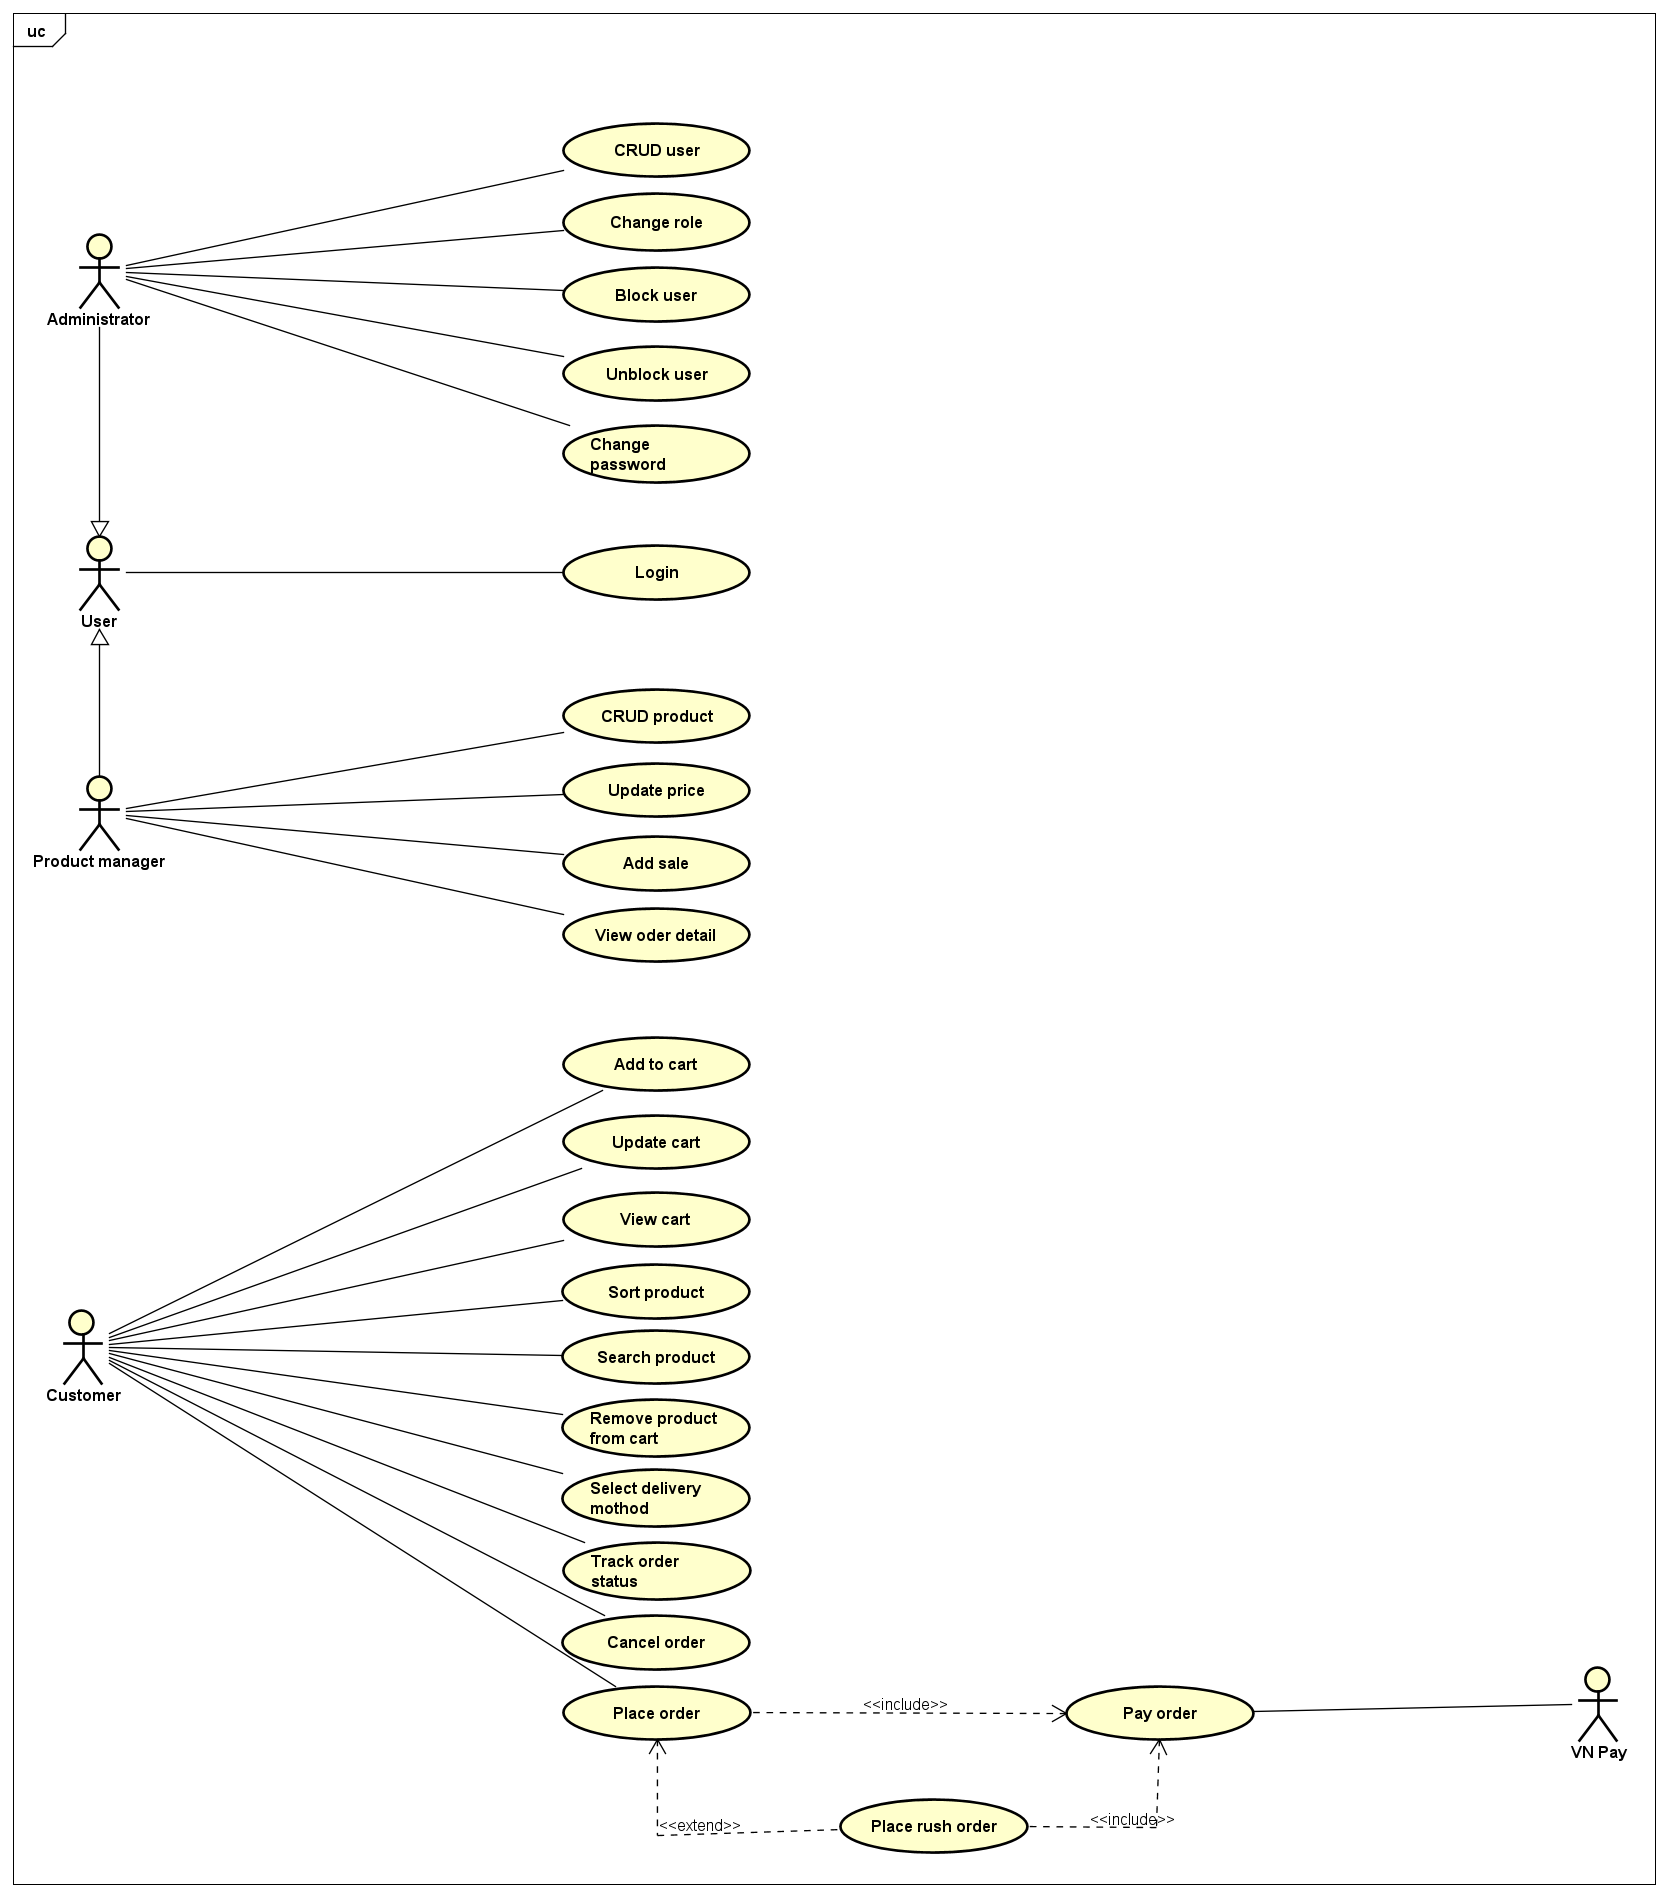 uc
CRUD user
Change role
Block user
Administrator
Unblock user
Change
password
Login
User
CRUD product
Update price
Product manager
Add sale
View oder detail
Add to cart
Update cart
View cart
Sort product
Search product
Customer
Remove product
from cart
Select delivery
mothod
Track order
status
Cancel order
Place order
<<include>>
Pay order
VN Pay
<<extend>>
Place rush order
<<include>>